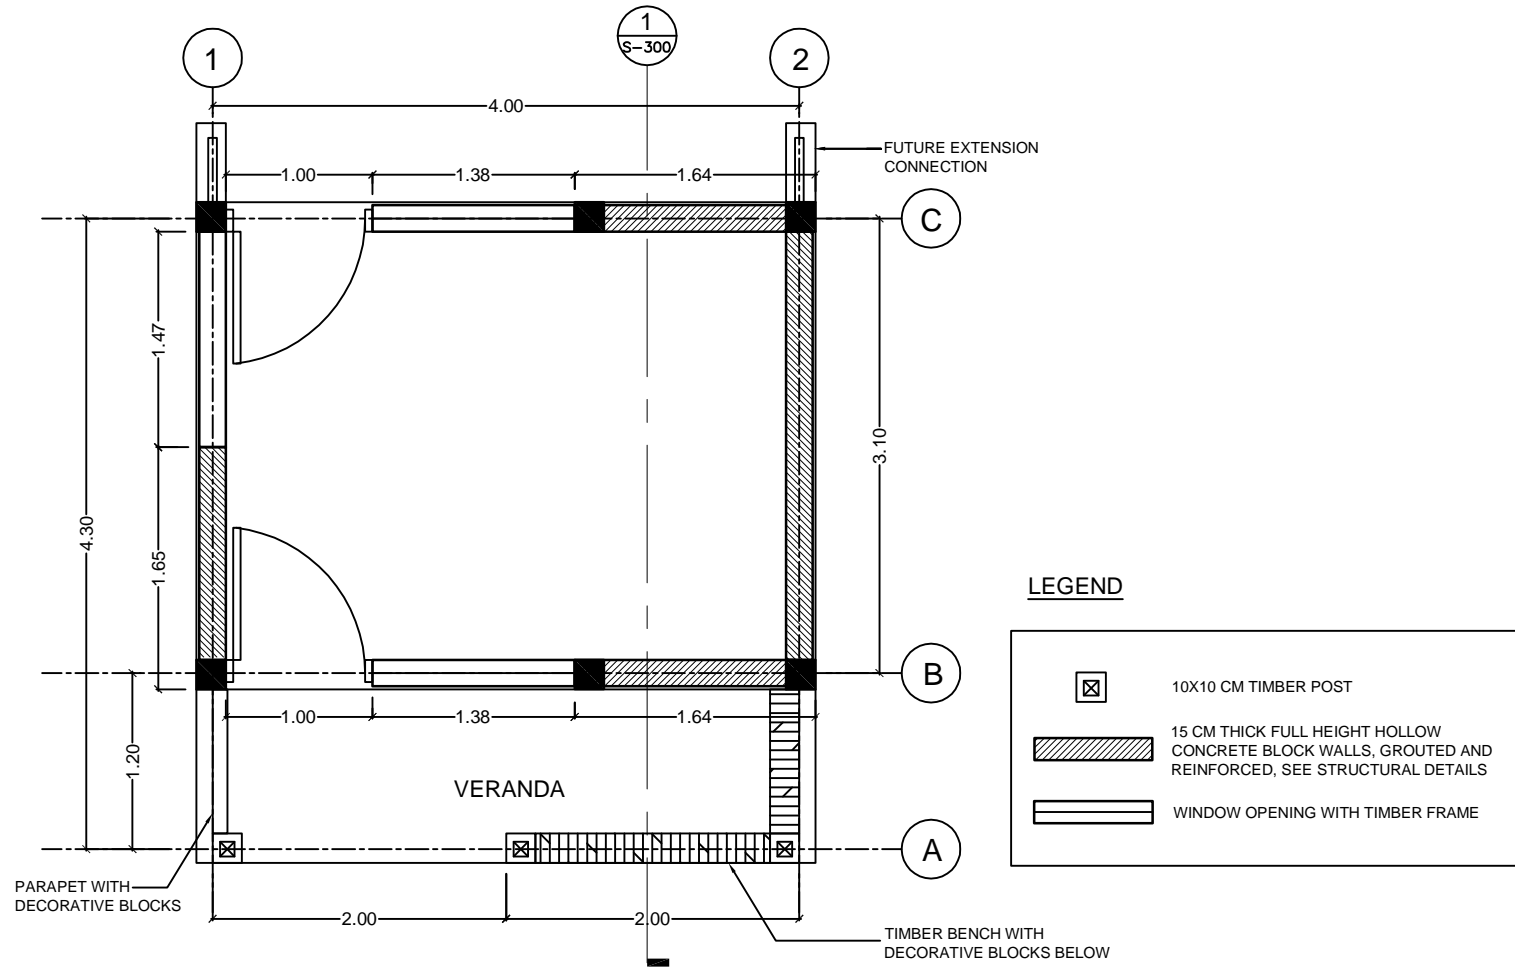 1
S-300
1
2
4.00
FUTURE EXTENSION
CONNECTION
1.00
1.38
1.64
C
1.47
3.10
4.30
1.65
LEGEND
B
10X10 CM TIMBER POST
1.00
1.38
1.64
15 CM THICK FULL HEIGHT HOLLOW
CONCRETE BLOCK WALLS, GROUTED AND
REINFORCED, SEE STRUCTURAL DETAILS
1.20
VERANDA
WINDOW OPENING WITH TIMBER FRAME
A
PARAPET WITH
DECORATIVE BLOCKS
2.00
2.00
TIMBER BENCH WITH
DECORATIVE BLOCKS BELOW